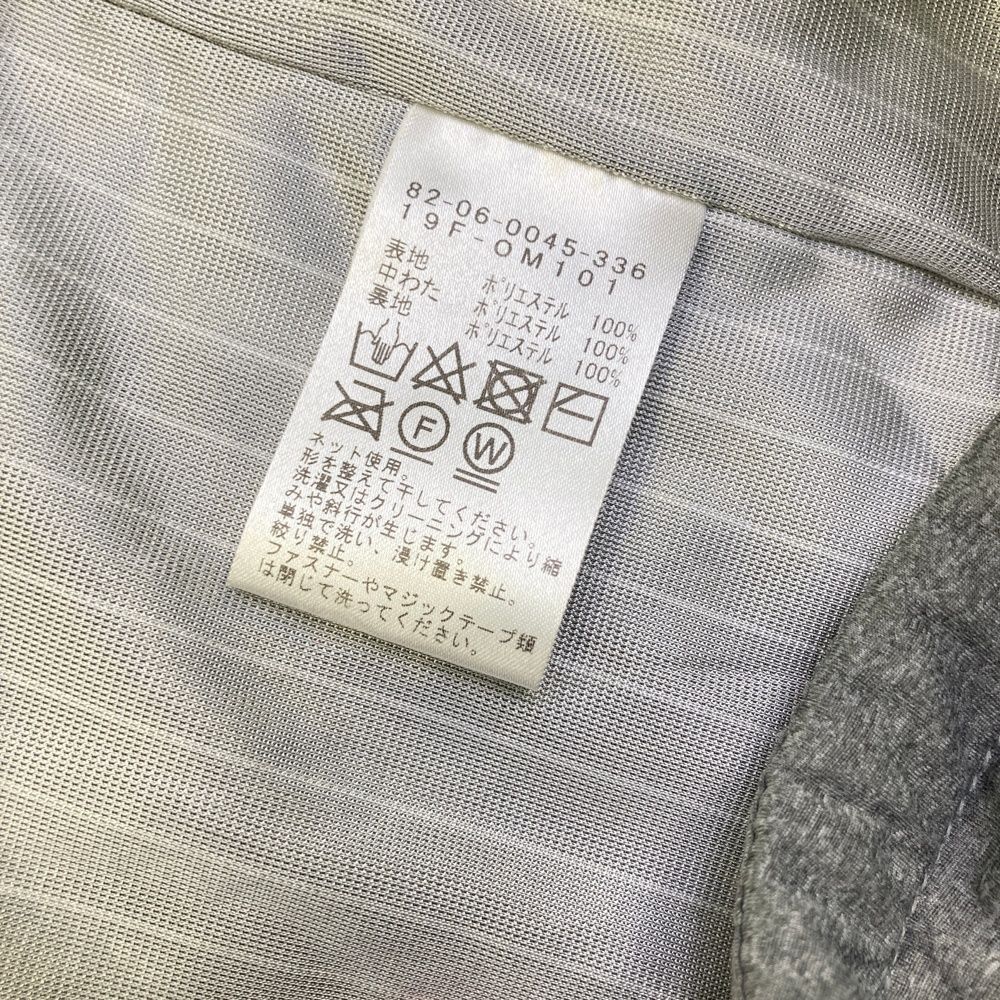 82-06-0045-336
19F-OM101
表地 ポリエステル 100%
中わた ポリエステル 100%
裏地 ポリエステル 100%
F W
ネット使用。
形を整えて干してください。
洗濯又はクリーニングにより縮
みや斜行が生じます。
単独で洗い、浸け置き禁止。
絞り禁止。
ファスナーやマジックテープ類
は閉じて洗ってください。